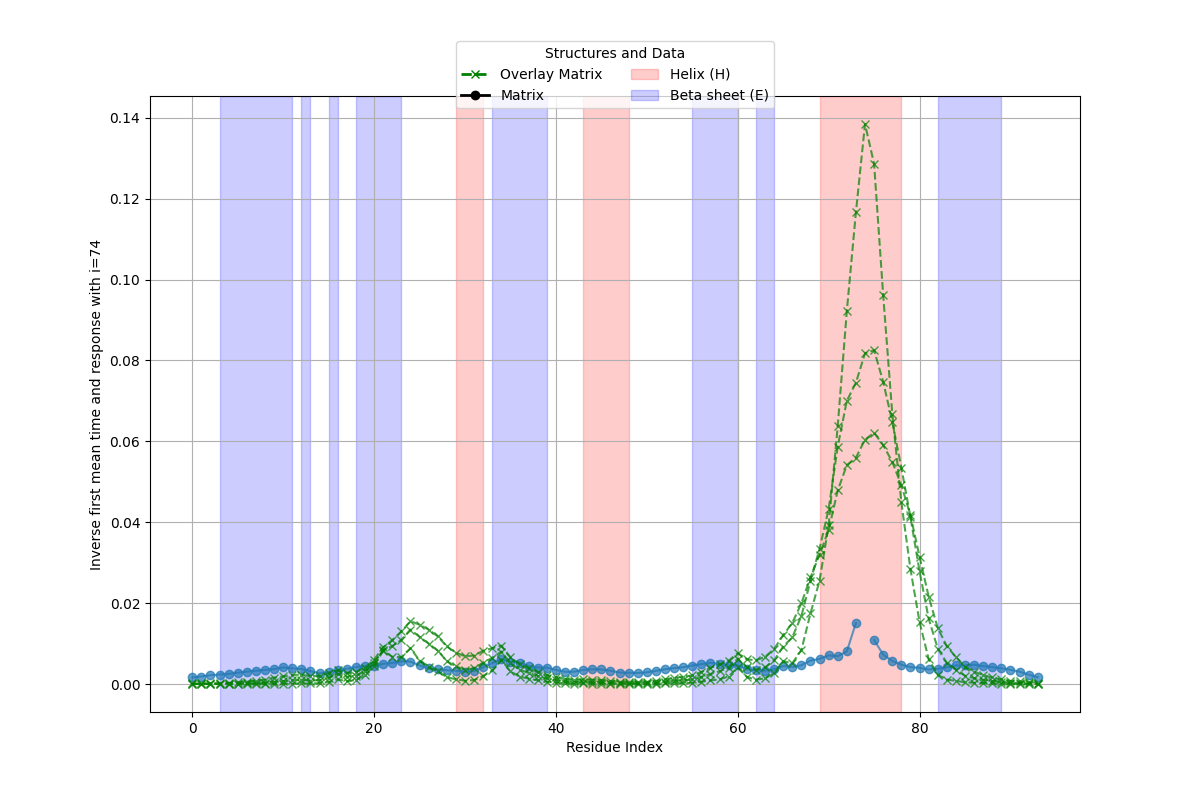 Structures and Data
Overlay Matrix
Helix (H)
Matrix
Beta sheet (E)
0.14
0.12
0.10
0.08
0.06
0.04
0.02
0.00
Inverse first mean time and response with i=74
0
20
40
60
80
Residue Index